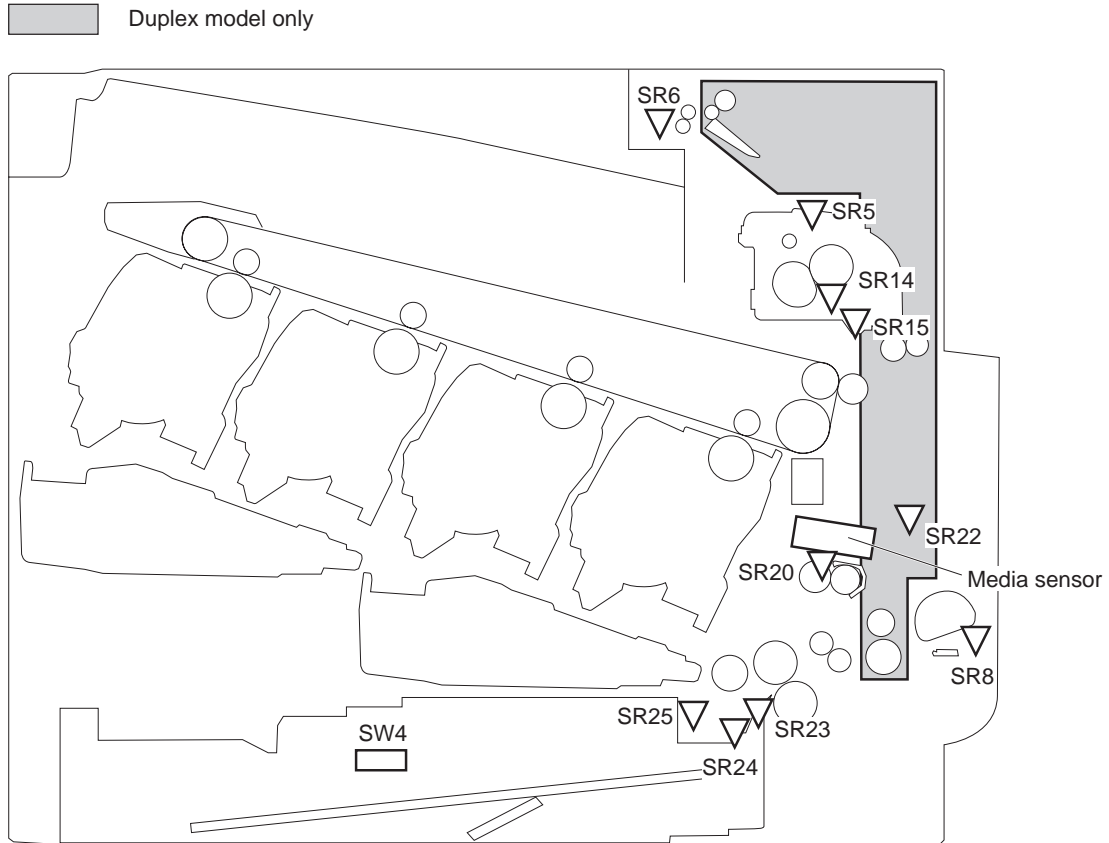 Duplex model only
SR6
SR5
SR14
SR15
SR22
SR20
Media sensor
SR8
SR25
SR23
SW4
SR24